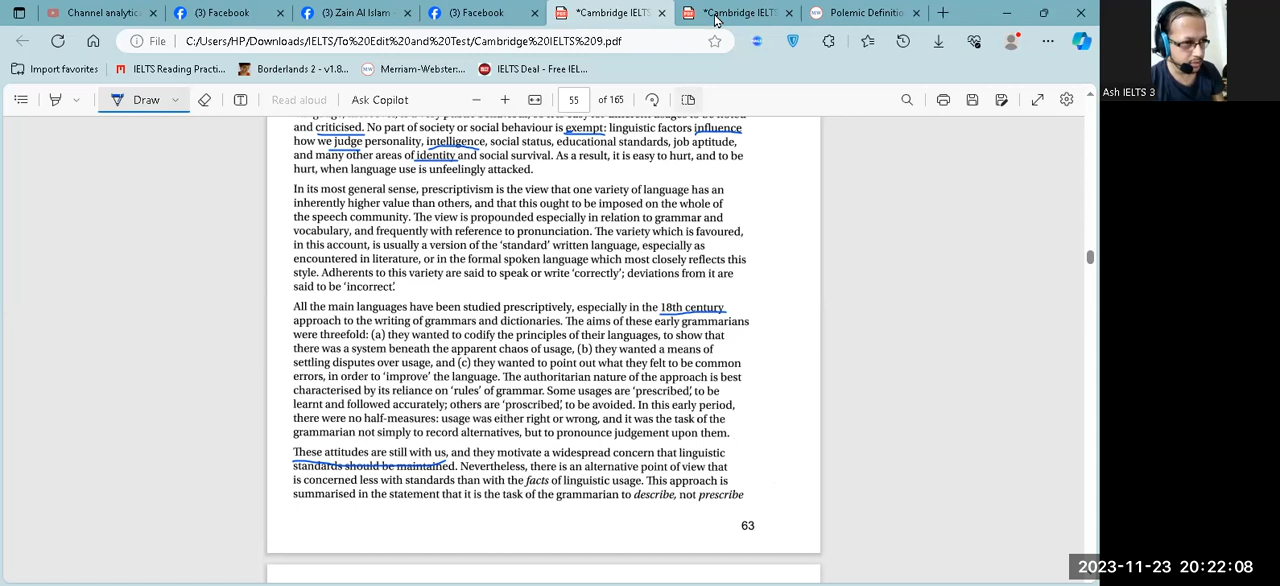 Channel analytic
(3) Facebook
(3) Zain Al Islam
(3) Facebook
*Cambridge IELTS
*Cambridge IELTS
Polemic Definitio
File
C:/Users/HP/Downloads/IELTS/To%20Edit%20and%20Test/Cambridge%20IELTS%209.pdf
Import favorites
IELTS Reading Practi...
Borderlands 2 - v1.8...
Merriam-Webster:...
IELTS Deal - Free IEL...
Draw
Read aloud
Ask Copilot
55
of 165
Ash IELTS 3
and criticised. No part of society or social behaviour is exempt: linguistic factors influence
how we judge personality, intelligence, social status, educational standards, job aptitude,
and many other areas of identity and social survival. As a result, it is easy to hurt, and to be
hurt, when language use is unfeelingly attacked.
In its most general sense, prescriptivism is the view that one variety of language has an
inherently higher value than others, and that this ought to be imposed on the whole of
the speech community. The view is propounded especially in relation to grammar and
vocabulary, and frequently with reference to pronunciation. The variety which is favoured,
in this account, is usually a version of the 'standard' written language, especially as
encountered in literature, or in the formal spoken language which most closely reflects this
style. Adherents to this variety are said to speak or write 'correctly'; deviations from it are
said to be 'incorrect'.
All the main languages have been studied prescriptively, especially in the 18th century
approach to the writing of grammars and dictionaries. The aims of these early grammarians
were threefold: (a) they wanted to codify the principles of their languages, to show that
there was a system beneath the apparent chaos of usage, (b) they wanted a means of
settling disputes over usage, and (c) they wanted to point out what they felt to be common
errors, in order to 'improve' the language. The authoritarian nature of the approach is best
characterised by its reliance on 'rules' of grammar. Some usages are 'prescribed', to be
learnt and followed accurately; others are 'proscribed', to be avoided. In this early period,
there were no half-measures: usage was either right or wrong, and it was the task of the
grammarian not simply to record alternatives, but to pronounce judgement upon them.
These attitudes are still with us, and they motivate a widespread concern that linguistic
standards should be maintained. Nevertheless, there is an alternative point of view that
is concerned less with standards than with the facts of linguistic usage. This approach is
summarised in the statement that it is the task of the grammarian to describe, not prescribe
63
2023-11-23 20:22:08